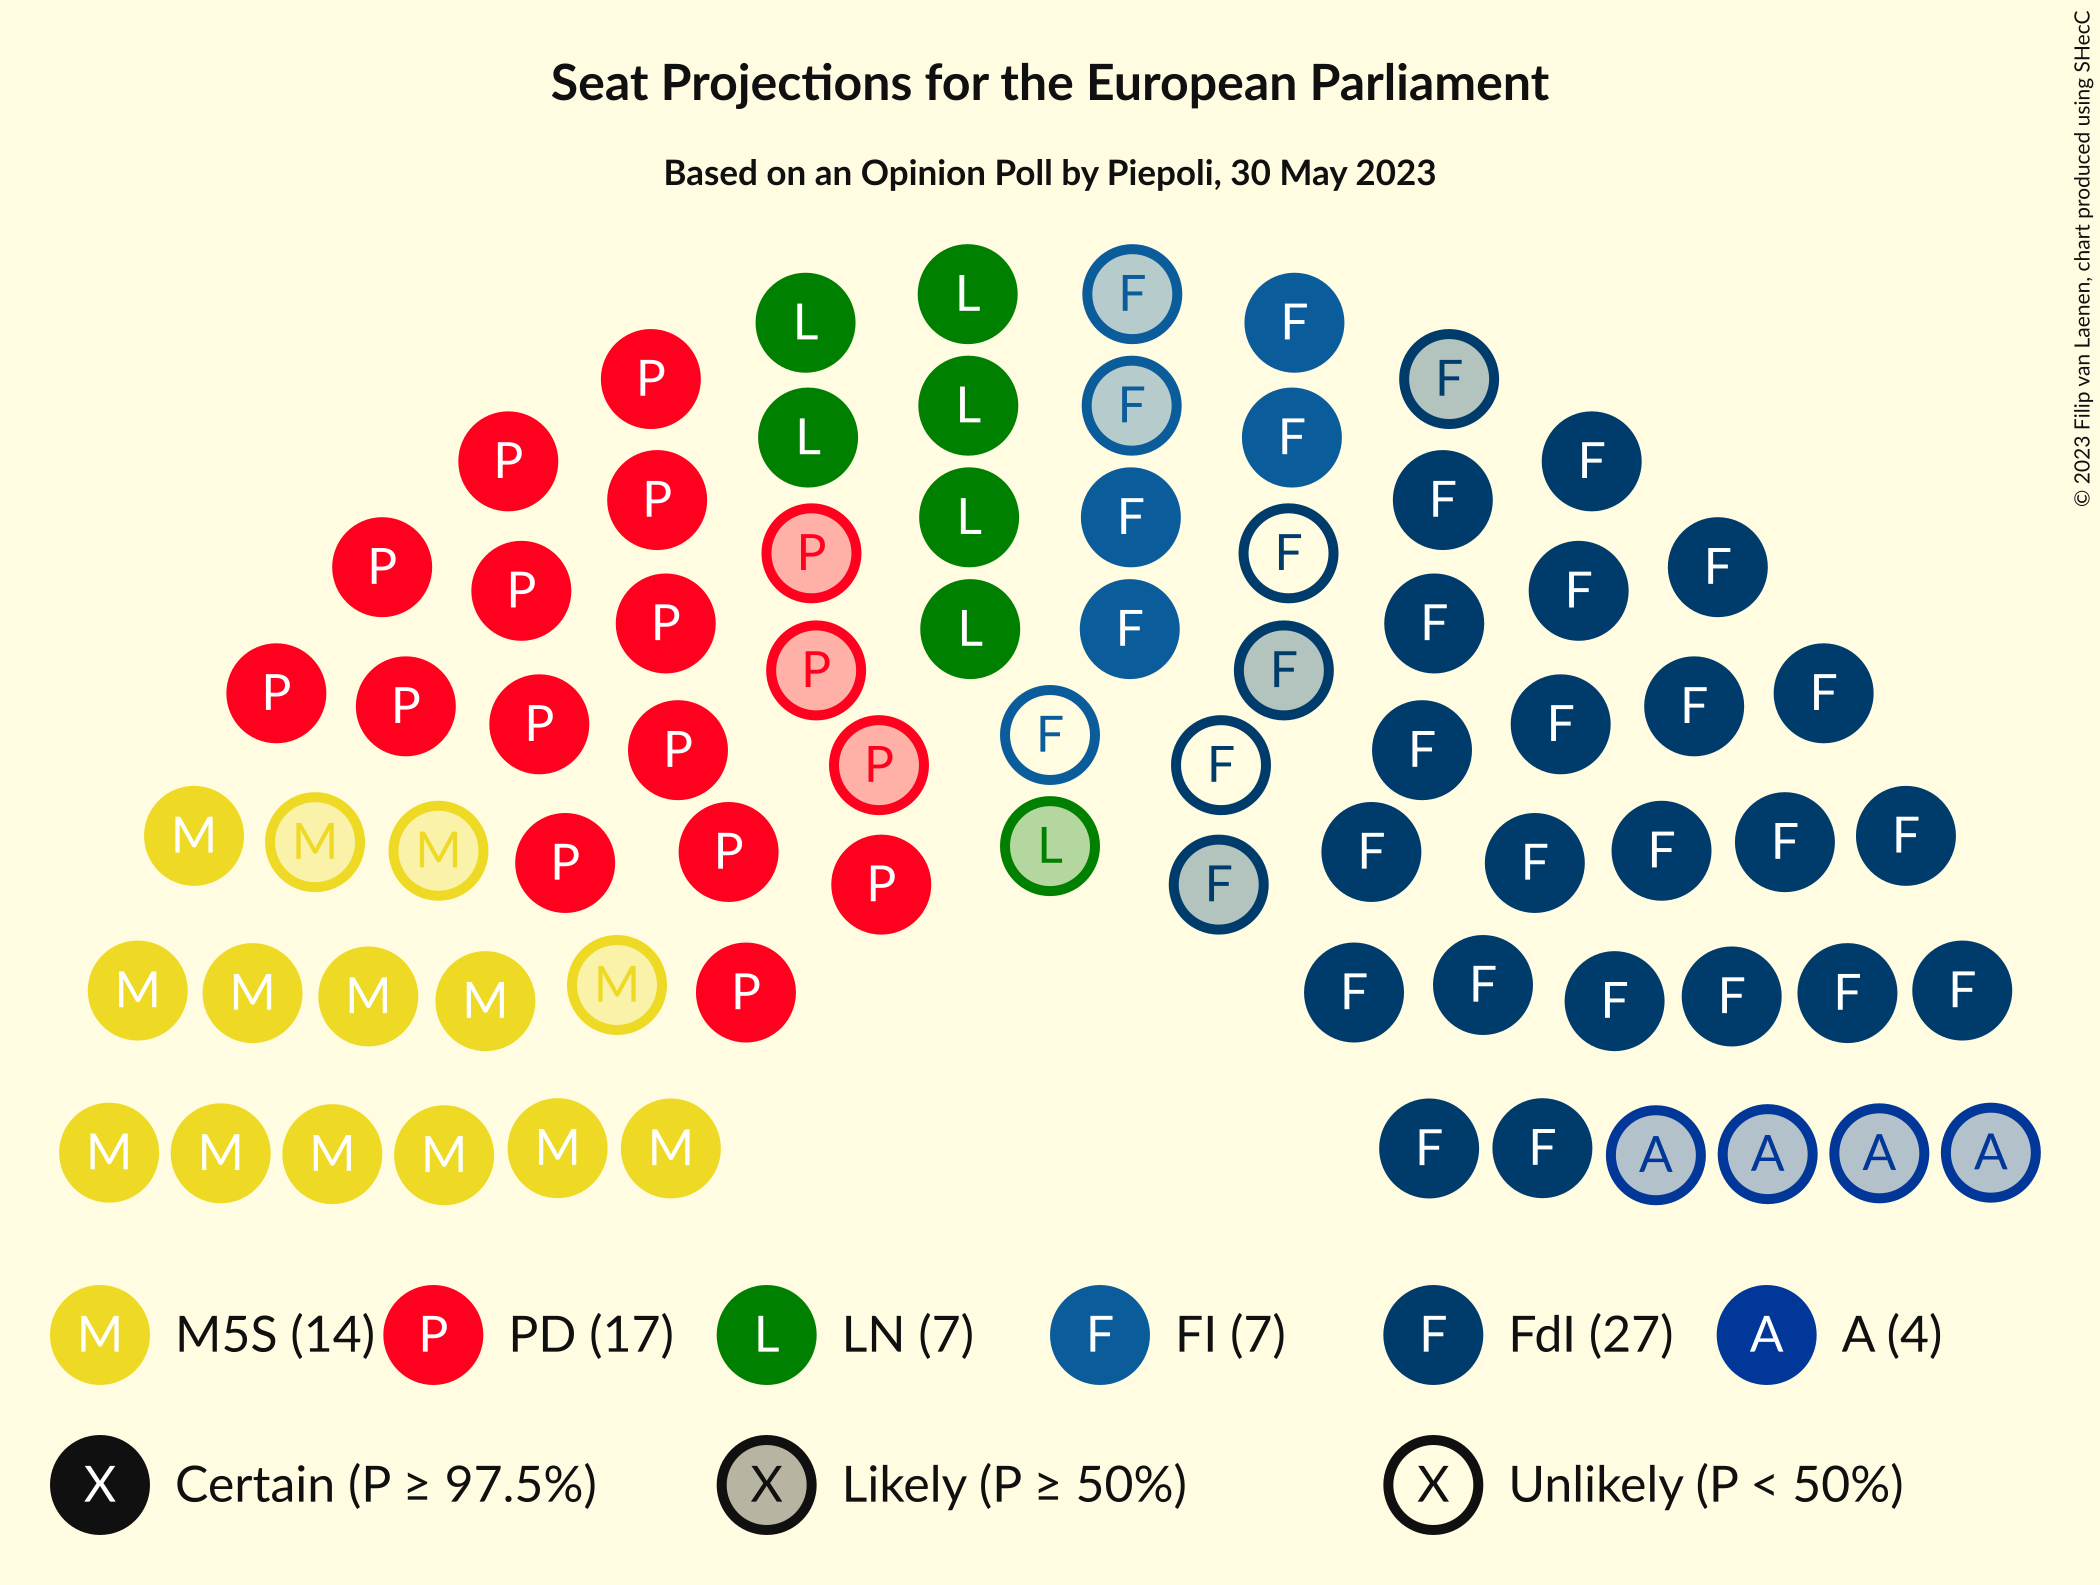 Seat Projections for the European Parliament
Based on an Opinion Poll by Piepoli, 30 May 2023
© 2023 Filip van Laenen, chart produced using SHecC
L L F F
P L L F F F
P P P L F F F F
P P P P L F F F F F
P P P P P F F F F F F F
M M M P P P L F F F F F F
M M M M M P F F F F F F
M M M M M M F F A A A A
M M5S (14) P PD (17) L LN (7) F FI (7) F FdI (27) A A (4)
X Certain (P ≥ 97.5%) X Likely (P ≥ 50%) X Unlikely (P < 50%)